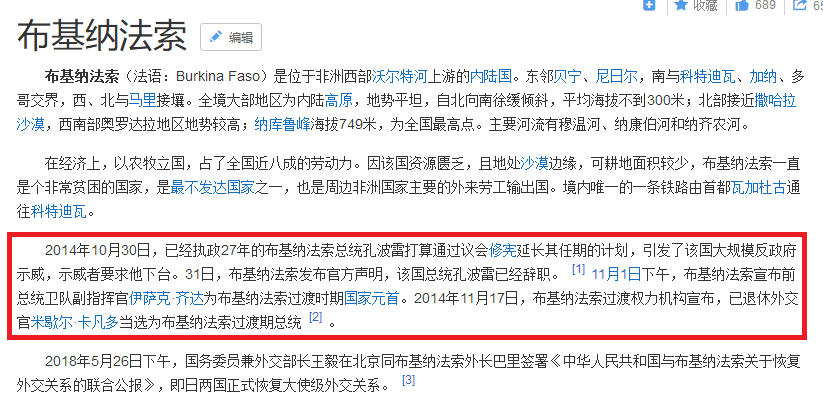 收藏 689 65
布基纳法索 编辑
布基纳法索（法语：Burkina Faso）是位于非洲西部沃尔特河上游的内陆国。东邻贝宁、尼日尔，南与科特迪瓦、加纳、多
哥交界，西、北与马里接壤。全境大部地区为内陆高原，地势平坦，自北向南徐缓倾斜，平均海拔不到300米；北部接近撒哈拉
沙漠，西南部奥罗达拉地区地势较高；纳库鲁峰海拔749米，为全国最高点。主要河流有穆温河、纳康伯河和纳齐农河。
在经济上，以农牧立国，占了全国近八成的劳动力。因该国资源匮乏，且地处沙漠边缘，可耕地面积较少，布基纳法索一直
是个非常贫困的国家，是最不发达国家之一，也是周边非洲国家主要的外来劳工输出国。境内唯一的一条铁路由首都瓦加杜古通
往科特迪瓦。
2014年10月30日，已经执政27年的布基纳法索总统孔波雷打算通过议会修宪延长其任期的计划，引发了该国大规模反政府
示威，示威者要求他下台。31日，布基纳法索发布官方声明，该国总统孔波雷已经辞职。 [1] 11月1日下午，布基纳法索宣布前
总统卫队副指挥官伊萨克·齐达为布基纳法索过渡时期国家元首。2014年11月17日，布基纳法索过渡权力机构宣布，已退休外交
官米歇尔·卡凡多当选为布基纳法索过渡期总统 [2] 。
2018年5月26日下午，国务委员兼外交部长王毅在北京同布基纳法索外长巴里签署《中华人民共和国与布基纳法索关于恢复
外交关系的联合公报》，即日两国正式恢复大使级外交关系。 [3]